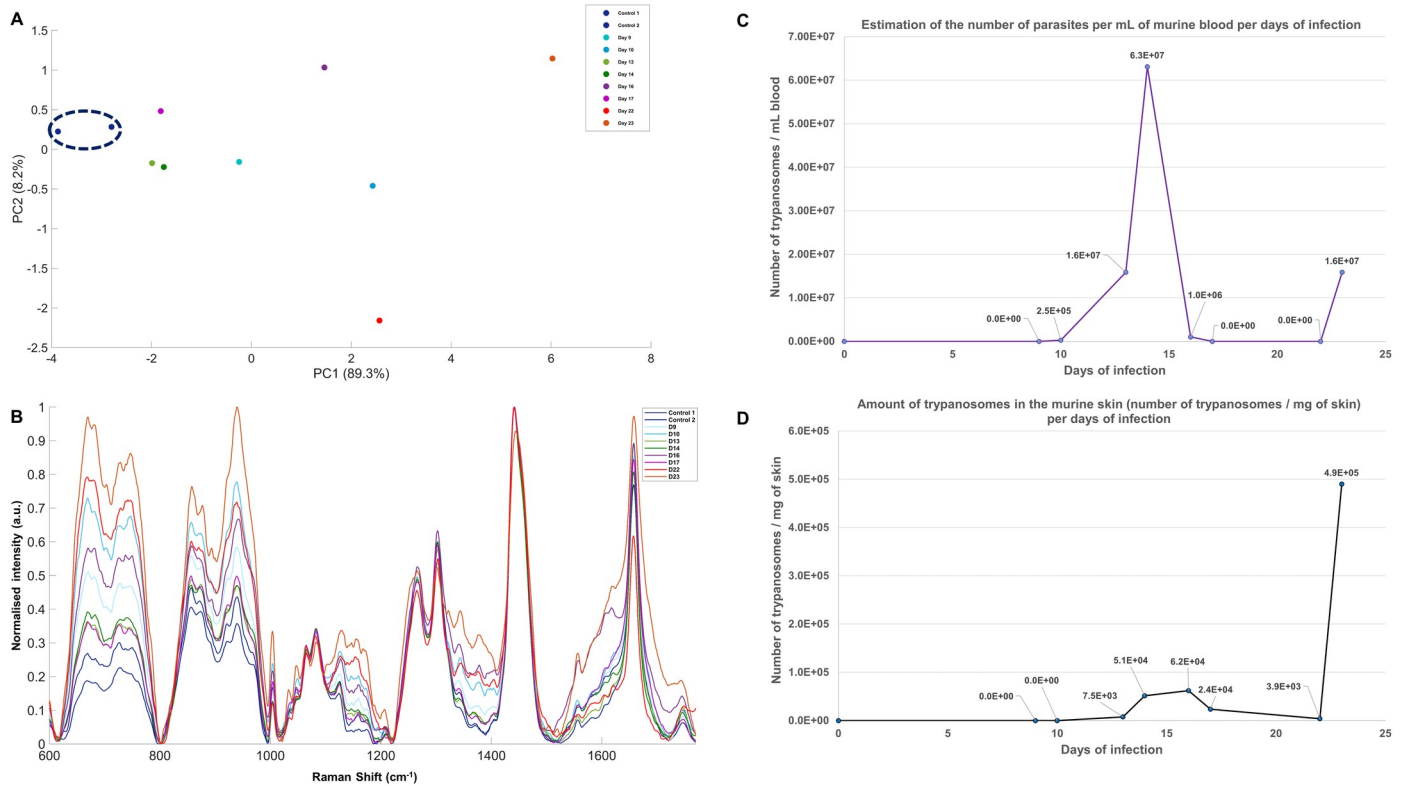 A
1.5
1
0.5
0
-0.5
-1
-1.5
-2
-2.5
-4
-2
0
2
4
6
8
PC2 (8.2%)
PC1 (89.3%)
Control 1
Control 2
Day 9
Day 10
Day 13
Day 14
Day 16
Day 17
Day 22
Day 23
B
1
0.9
0.8
0.7
0.6
0.5
0.4
0.3
0.2
0.1
0
600
800
1000
1200
1400
1600
Normalised intensity (a.u.)
Raman Shift (cm-1)
Control 1
Control 2
D9
D10
D13
D14
D16
D17
D22
D23
C
Estimation of the number of parasites per mL of murine blood per days of infection
7.00E+07
6.00E+07
5.00E+07
4.00E+07
3.00E+07
2.00E+07
1.00E+07
0.00E+00
0
5
10
15
20
25
Number of trypanosomes / mL blood
Days of infection
0.0E+00
2.5E+05
1.6E+07
6.3E+07
1.0E+06
0.0E+00
0.0E+00
1.6E+07
D
Amount of trypanosomes in the murine skin (number of trypanosomes / mg of skin)
per days of infection
6.0E+05
5.0E+05
4.0E+05
3.0E+05
2.0E+05
1.0E+05
0.0E+00
0
5
10
15
20
25
Number of trypanosomes / mg of skin
Days of infection
0.0E+00
0.0E+00
7.5E+03
5.1E+04
6.2E+04
2.4E+04
3.9E+03
4.9E+05